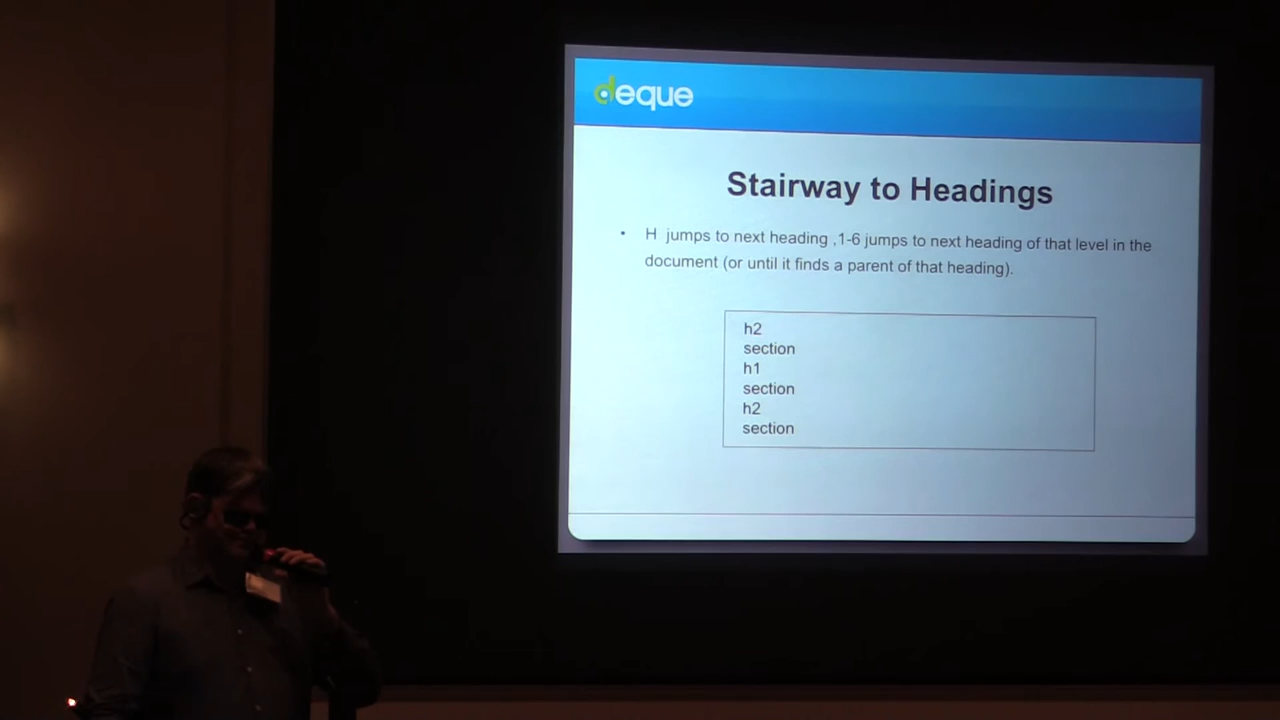 deque
Stairway to Headings
• H jumps to next heading ,1-6 jumps to next heading of that level in the
document (or until it finds a parent of that heading).
h2
section
h1
section
h2
section